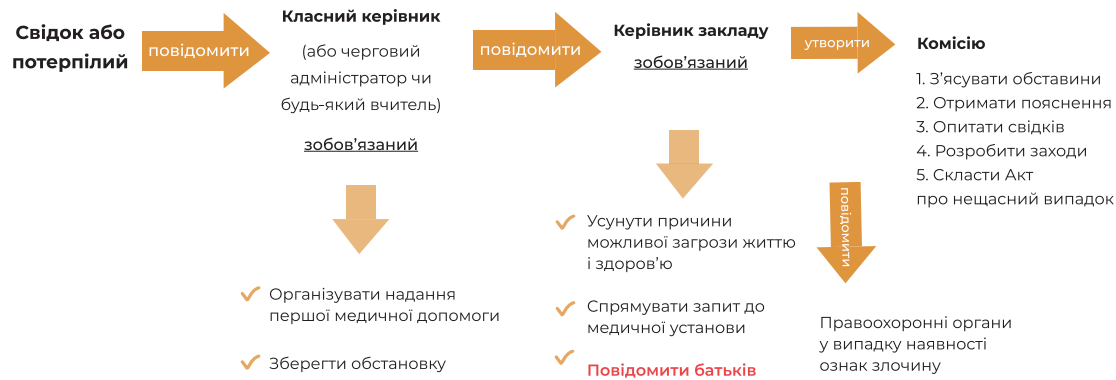 Свідок або
потерпілий
повідомити
Класний керівник
(або черговий
адміністратор чи
будь-який вчитель)
зобов’язаний
Організувати надання
першої медичної допомоги
Зберегти обстановку
повідомити
Керівник закладу
зобов’язаний
Усунути причини
можливої загрози життю
і здоров’ю
Спрямувати запит до
медичної установи
Повідомити батьків
утворити
Комісію
1. З’ясувати обставини
2. Отримати пояснення
3. Опитати свідків
4. Розробити заходи
5. Скласти Акт
про нещасний випадок
повідомити
Правоохоронні органи
у випадку наявності
ознак злочину